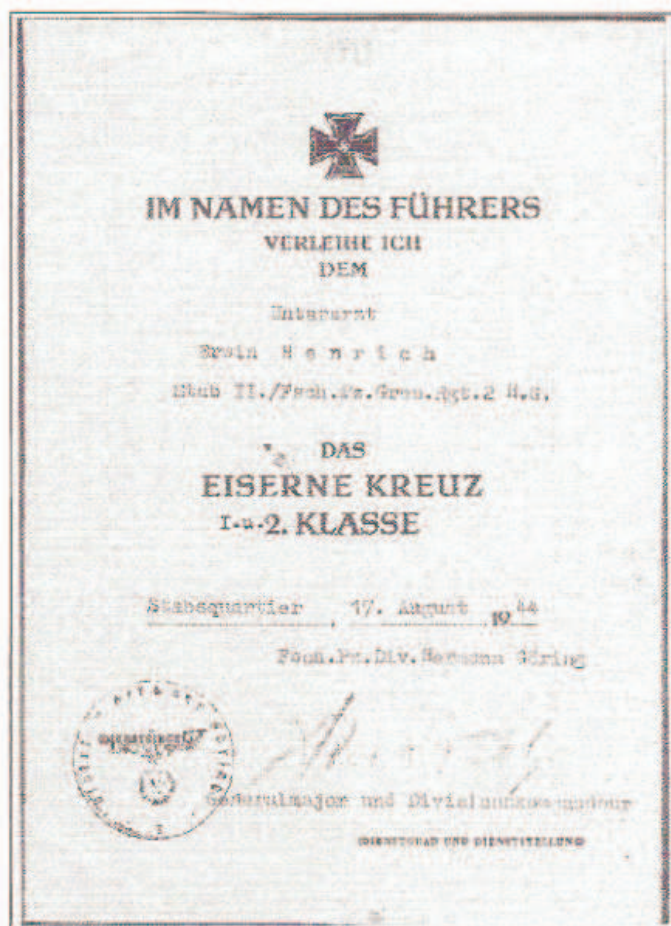 IM NAMEN DES FÜHRERS
VERLEIHE ICH
DEM
Unterarzt
Erwin Henrich
Stab II./Fsch.Pz.Gren.Rgt.2 H.G.
DAS
EISERNE KREUZ
I-u-2. KLASSE
Stabsquartier, 17. August 1944
Fsch.Pz.Div.Hermann Göring
Generalmajor und Divisionskommandeur
(DIENSTGRAD UND DIENSTSTELLUNG)
(DIENSTSIEGEL)